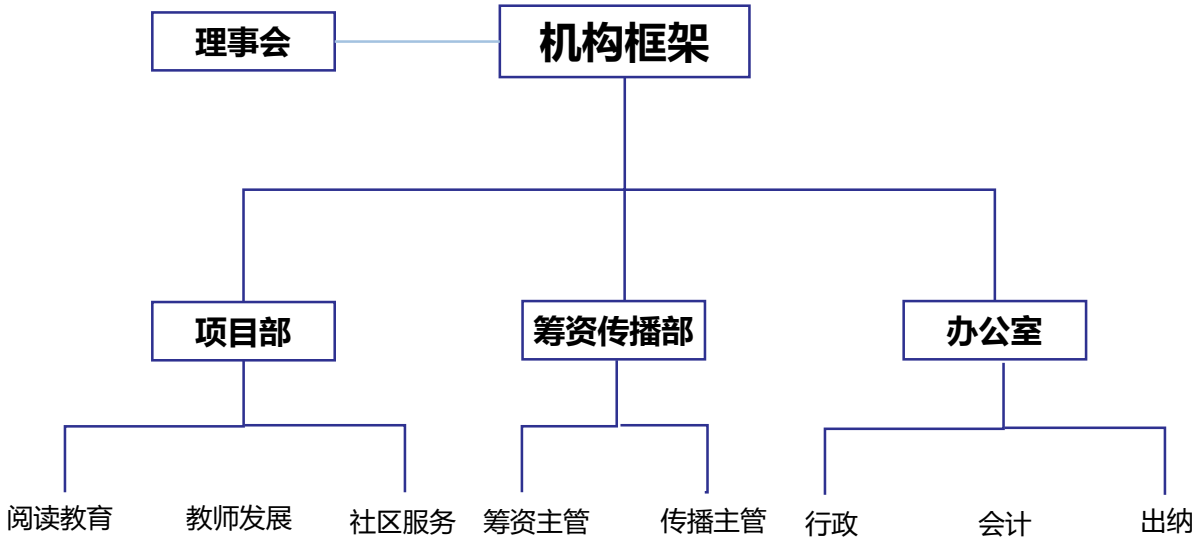 理事会
机构框架
项目部
筹资传播部
办公室
阅读教育
教师发展
社区服务
筹资主管
传播主管
行政
会计
出纳